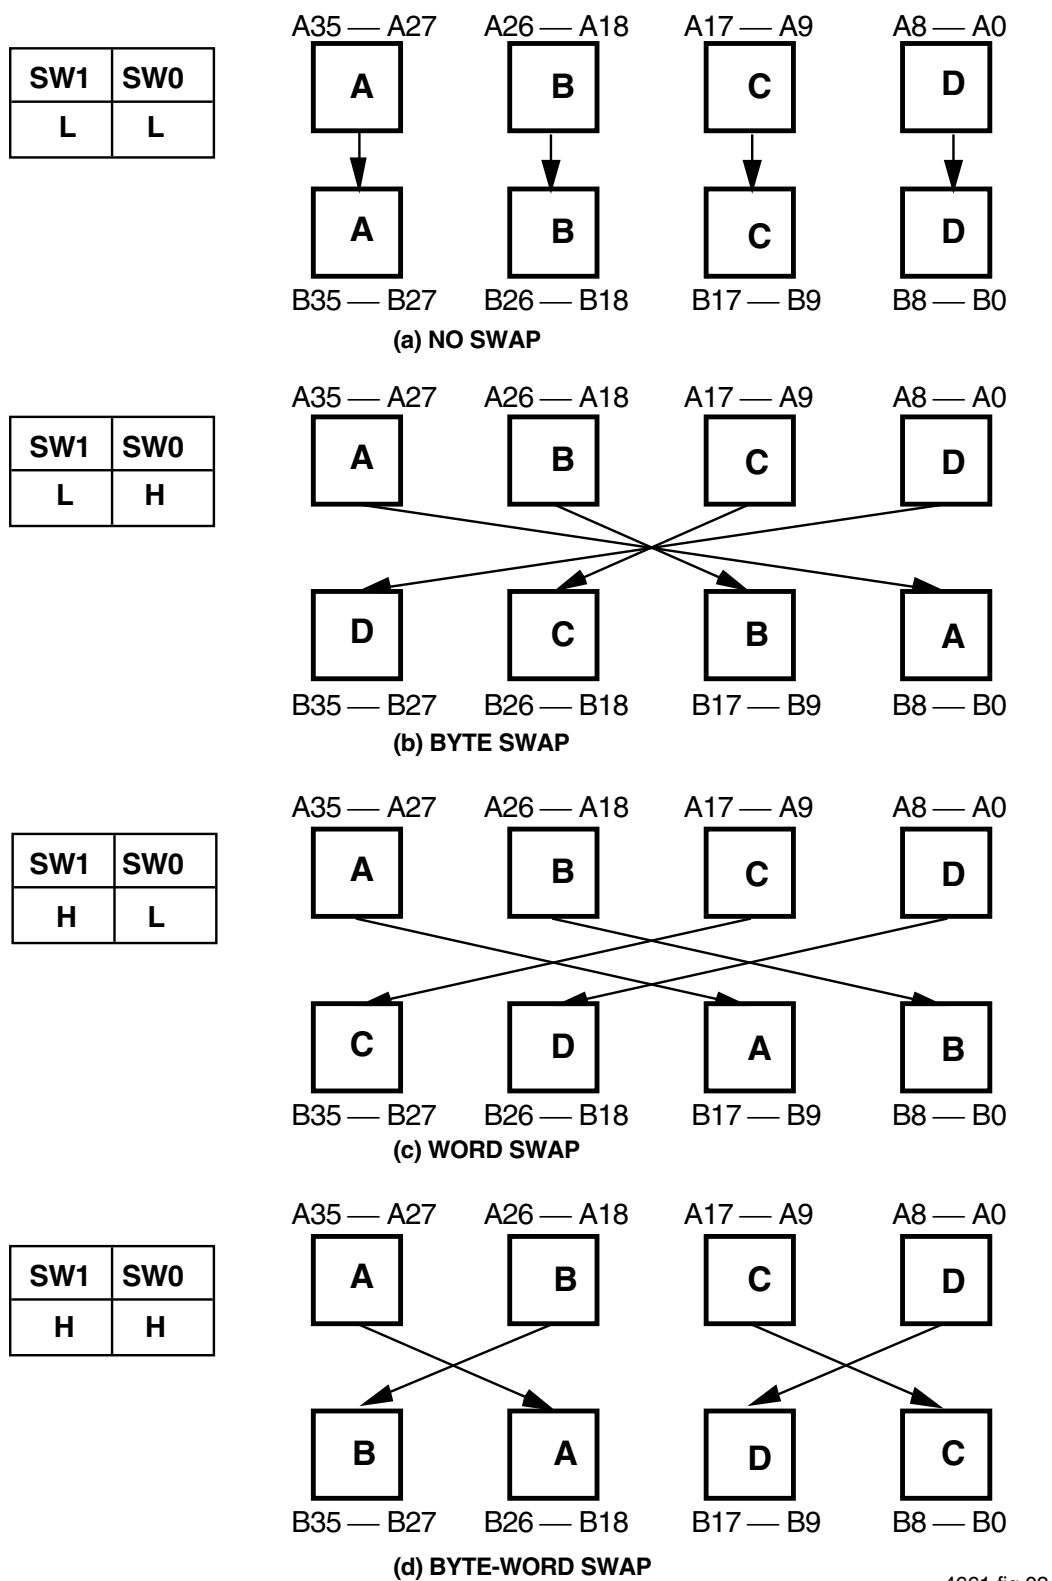 A35 — A27 A26 — A18 A17 — A9 A8 — A0
SW1 SW0
L L
A B C D
A B C D
B35 — B27 B26 — B18 B17 — B9 B8 — B0
(a) NO SWAP
A35 — A27 A26 — A18 A17 — A9 A8 — A0
SW1 SW0
L H
A B C D
D C B A
B35 — B27 B26 — B18 B17 — B9 B8 — B0
(b) BYTE SWAP
A35 — A27 A26 — A18 A17 — A9 A8 — A0
SW1 SW0
H L
A B C D
C D A B
B35 — B27 B26 — B18 B17 — B9 B8 — B0
(c) WORD SWAP
A35 — A27 A26 — A18 A17 — A9 A8 — A0
SW1 SW0
H H
A B C D
B A D C
B35 — B27 B26 — B18 B17 — B9 B8 — B0
(d) BYTE-WORD SWAP